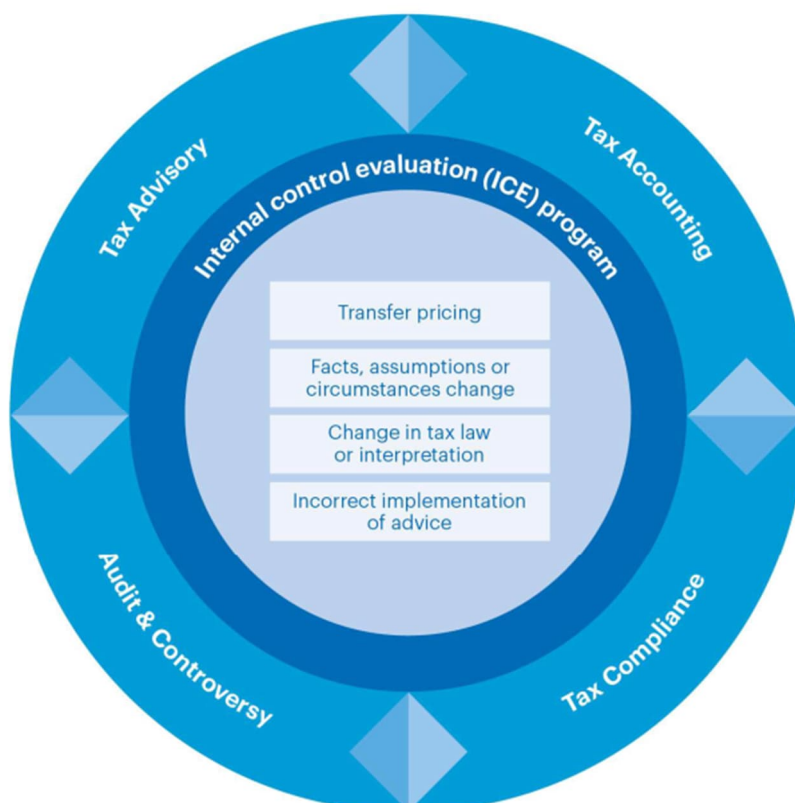 Tax Advisory
Tax Accounting
Internal control evaluation (ICE) program
Transfer pricing
Facts, assumptions or
circumstances change
Change in tax law
or interpretation
Incorrect implementation
of advice
Audit & Controversy
Tax Compliance